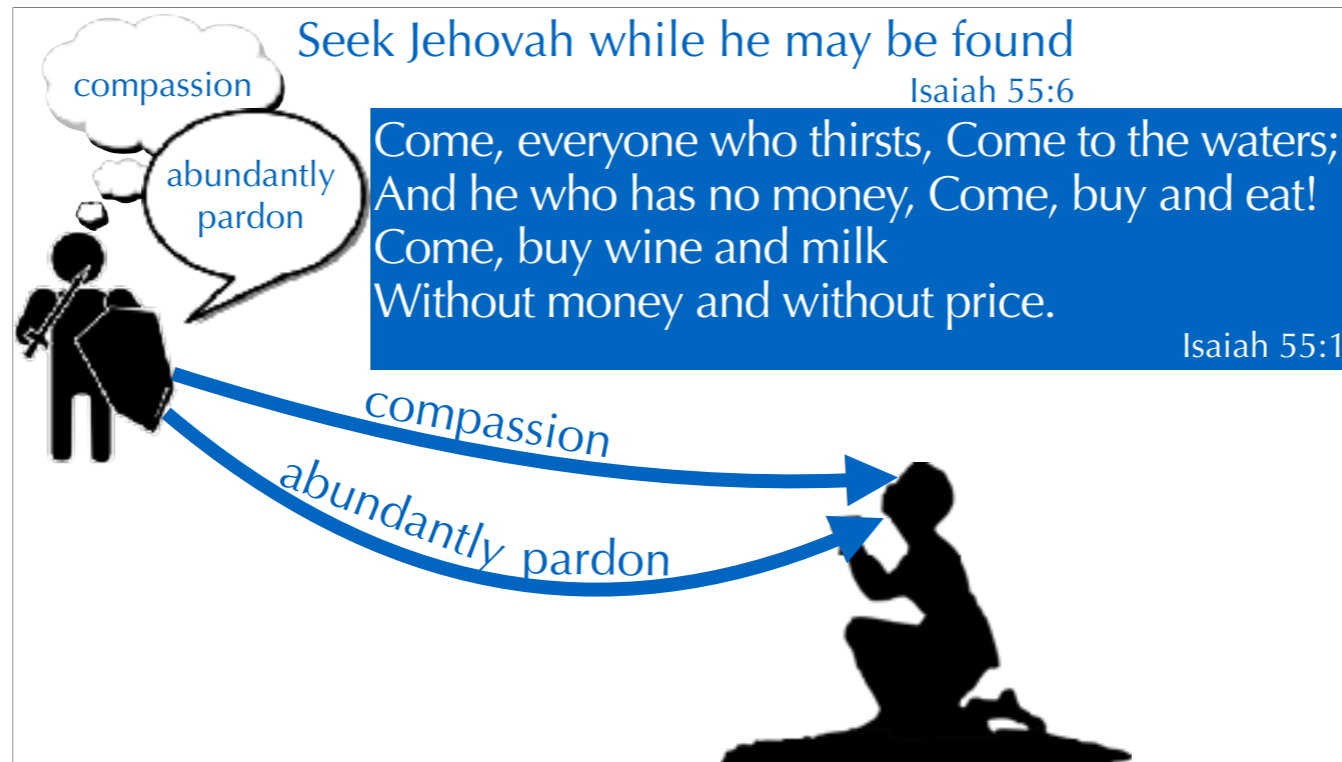 Seek Jehovah while he may be found
Isaiah 55:6
compassion
abundantly
pardon
Come, everyone who thirsts, Come to the waters;
And he who has no money, Come, buy and eat!
Come, buy wine and milk
Without money and without price.
Isaiah 55:1
compassion
abundantly pardon